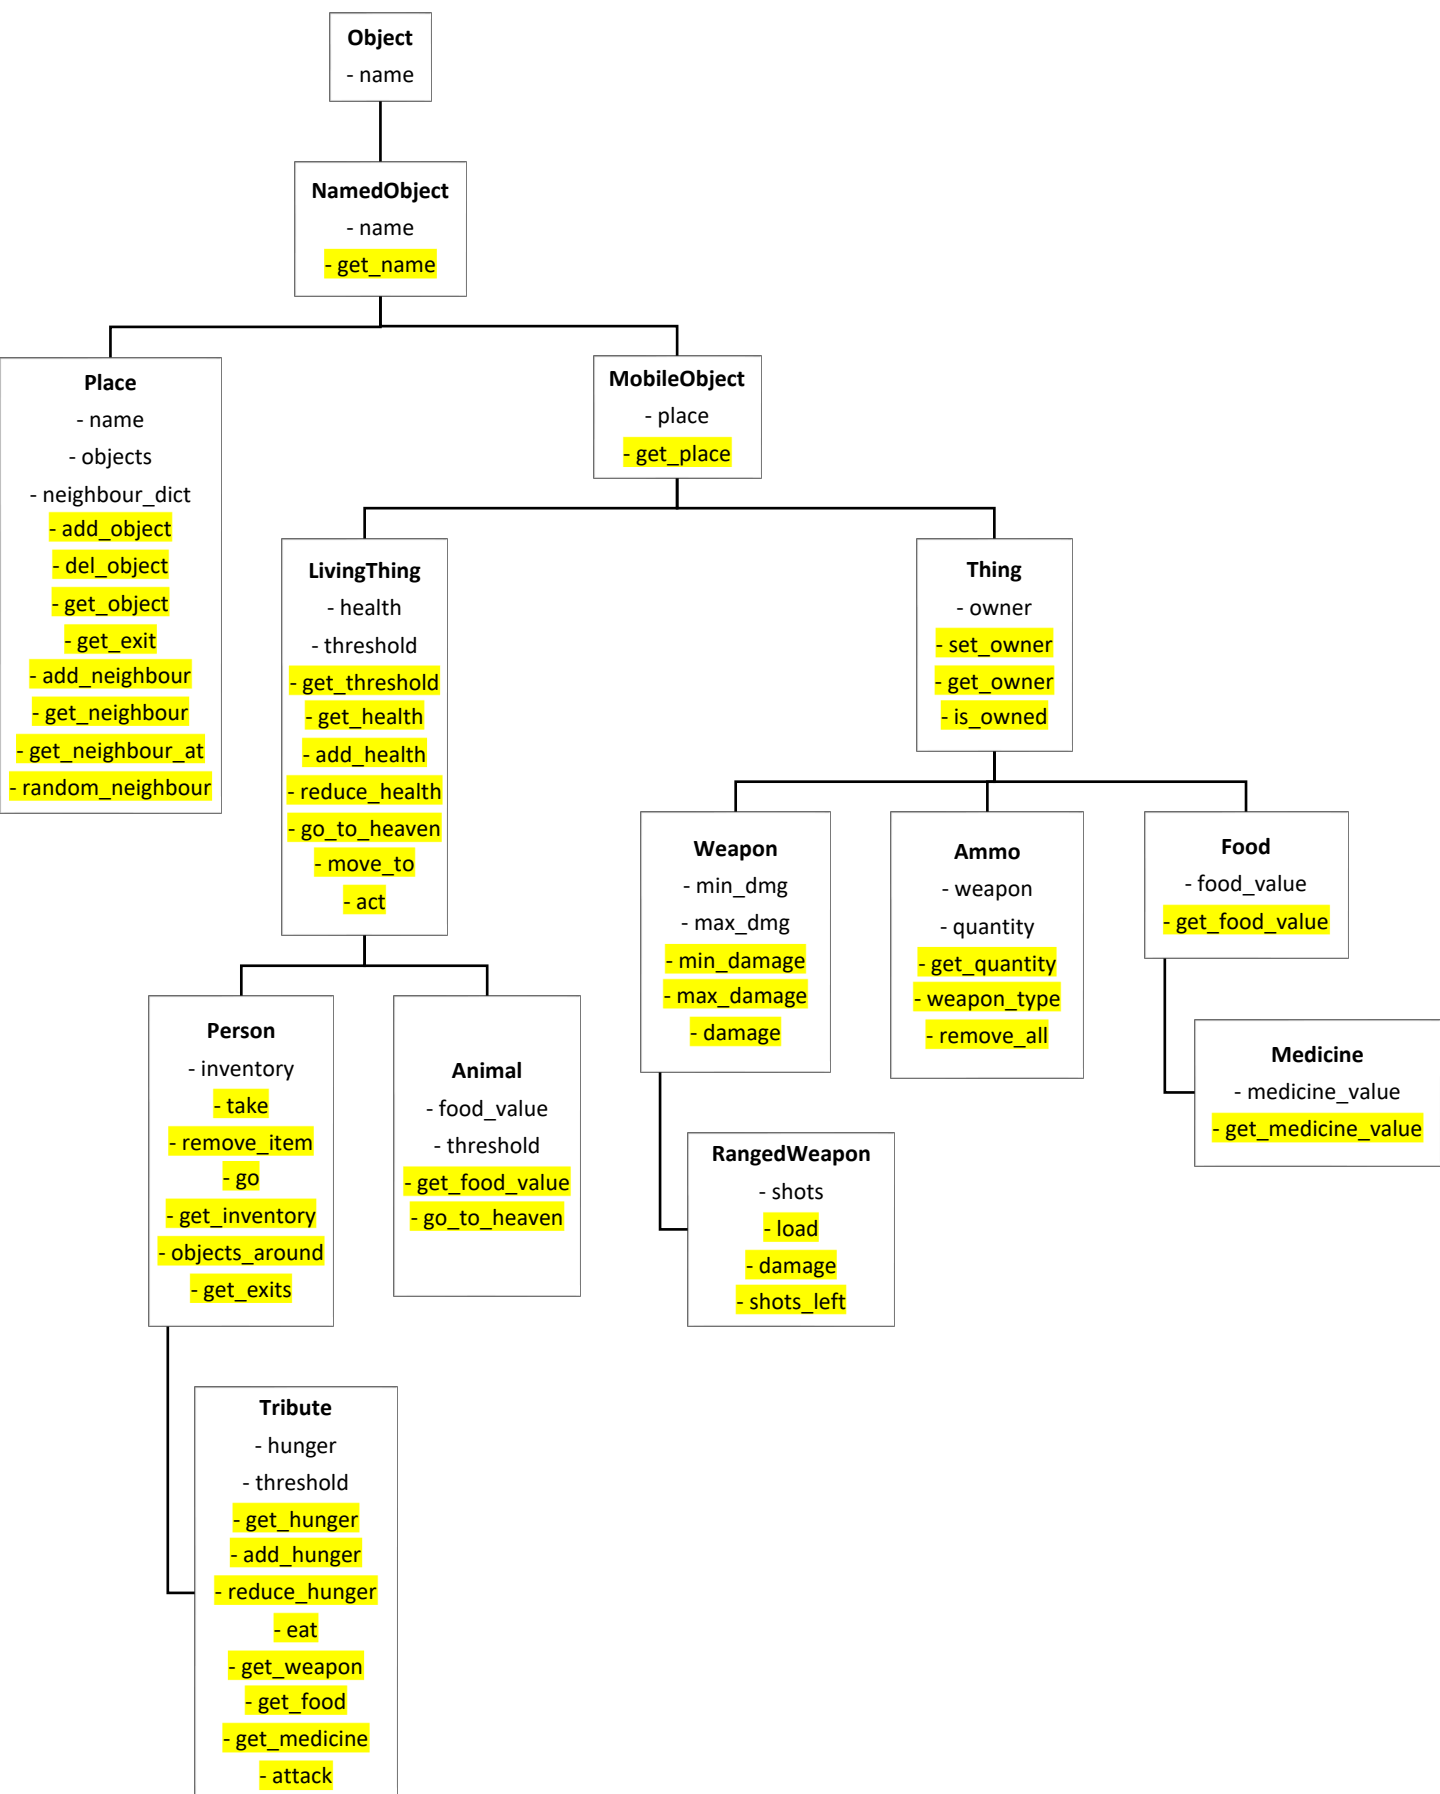 Object
- name
NamedObject
- name
- get_name
Place
- name
- objects
- neighbour_dict
- add_object
- del_object
- get_object
- get_exit
- add_neighbour
- get_neighbour
- get_neighbour_at
- random_neighbour
MobileObject
- place
- get_place
LivingThing
- health
- threshold
- get_threshold
- get_health
- add_health
- reduce_health
- go_to_heaven
- move_to
- act
Thing
- owner
- set_owner
- get_owner
- is_owned
Person
- inventory
- take
- remove_item
- go
- get_inventory
- objects_around
- get_exits
Animal
- food_value
- threshold
- get_food_value
- go_to_heaven
Weapon
- min_dmg
- max_dmg
- min_damage
- max_damage
- damage
Ammo
- weapon
- quantity
- get_quantity
- weapon_type
- remove_all
Food
- food_value
- get_food_value
Medicine
- medicine_value
- get_medicine_value
RangedWeapon
- shots
- load
- damage
- shots_left
Tribute
- hunger
- threshold
- get_hunger
- add_hunger
- reduce_hunger
- eat
- get_weapon
- get_food
- get_medicine
- attack